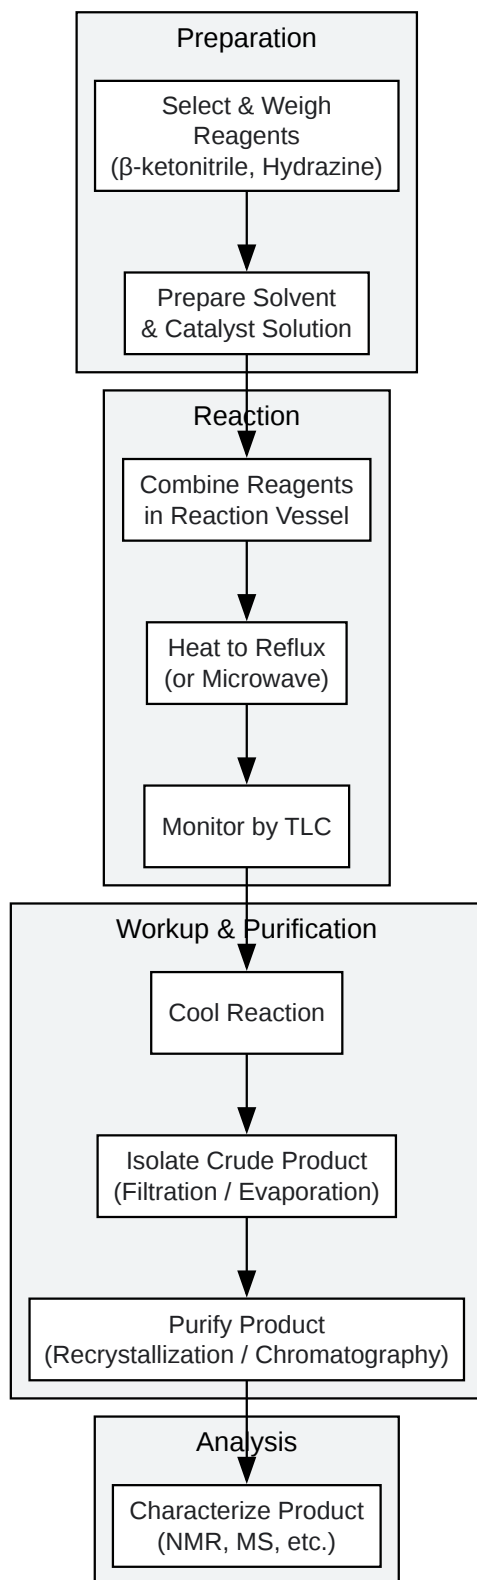 Preparation
Select & Weigh
Reagents
(β-ketonitrile, Hydrazine)
Prepare Solvent
& Catalyst Solution
Reaction
Combine Reagents
in Reaction Vessel
Heat to Reflux
(or Microwave)
Monitor by TLC
Workup & Purification
Cool Reaction
Isolate Crude Product
(Filtration / Evaporation)
Purify Product
(Recrystallization / Chromatography)
Analysis
Characterize Product
(NMR, MS, etc.)